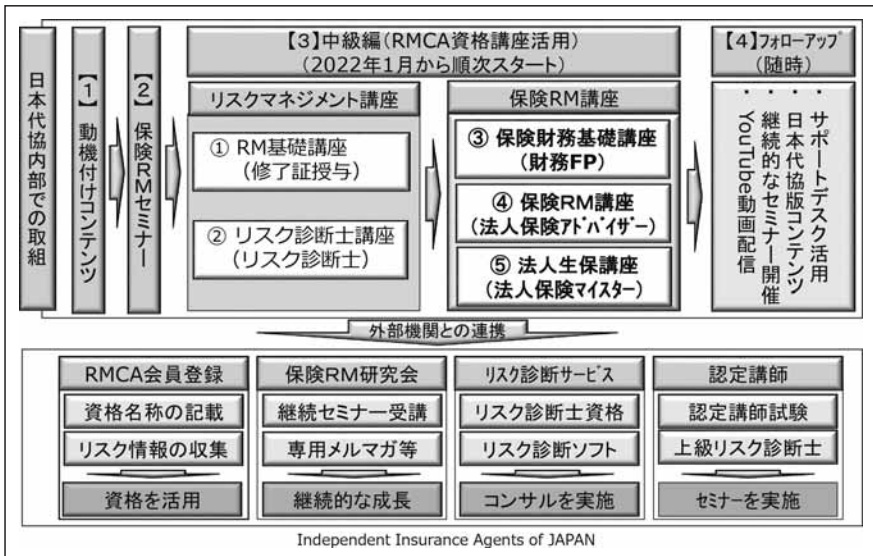 日本代協内部での取組
【1】動機付けコンテンツ
【2】保険RMセミナー
【3】中級編(RMCA資格講座活用)
(2022年1月から順次スタート)
リスクマネジメント講座
① RM基礎講座
(修了証授与)
② リスク診断士講座
(リスク診断士)
保険RM講座
③ 保険財務基礎講座
(財務FP)
④ 保険RM講座
(法人保険ｱﾄﾞﾊﾞｲｻﾞｰ)
⑤ 法人生保講座
(法人保険ﾏｲｽﾀｰ)
【4】ﾌｫﾛｰｱｯﾌﾟ
(随時)
・サポートデスク活用
・日本代協版コンテンツ
・継続的なセミナー開催
・YouTube動画配信
外部機関との連携
RMCA会員登録
資格名称の記載
リスク情報の収集
資格を活用
保険RM研究会
継続セミナー受講
専用メルマガ等
継続的な成長
ﾘｽｸ診断ｻｰﾋﾞｽ
リスク診断士資格
リスク診断ソフト
コンサルを実施
認定講師
認定講師試験
上級リスク診断士
ｾﾐﾅｰを実施
Independent Insurance Agents of JAPAN